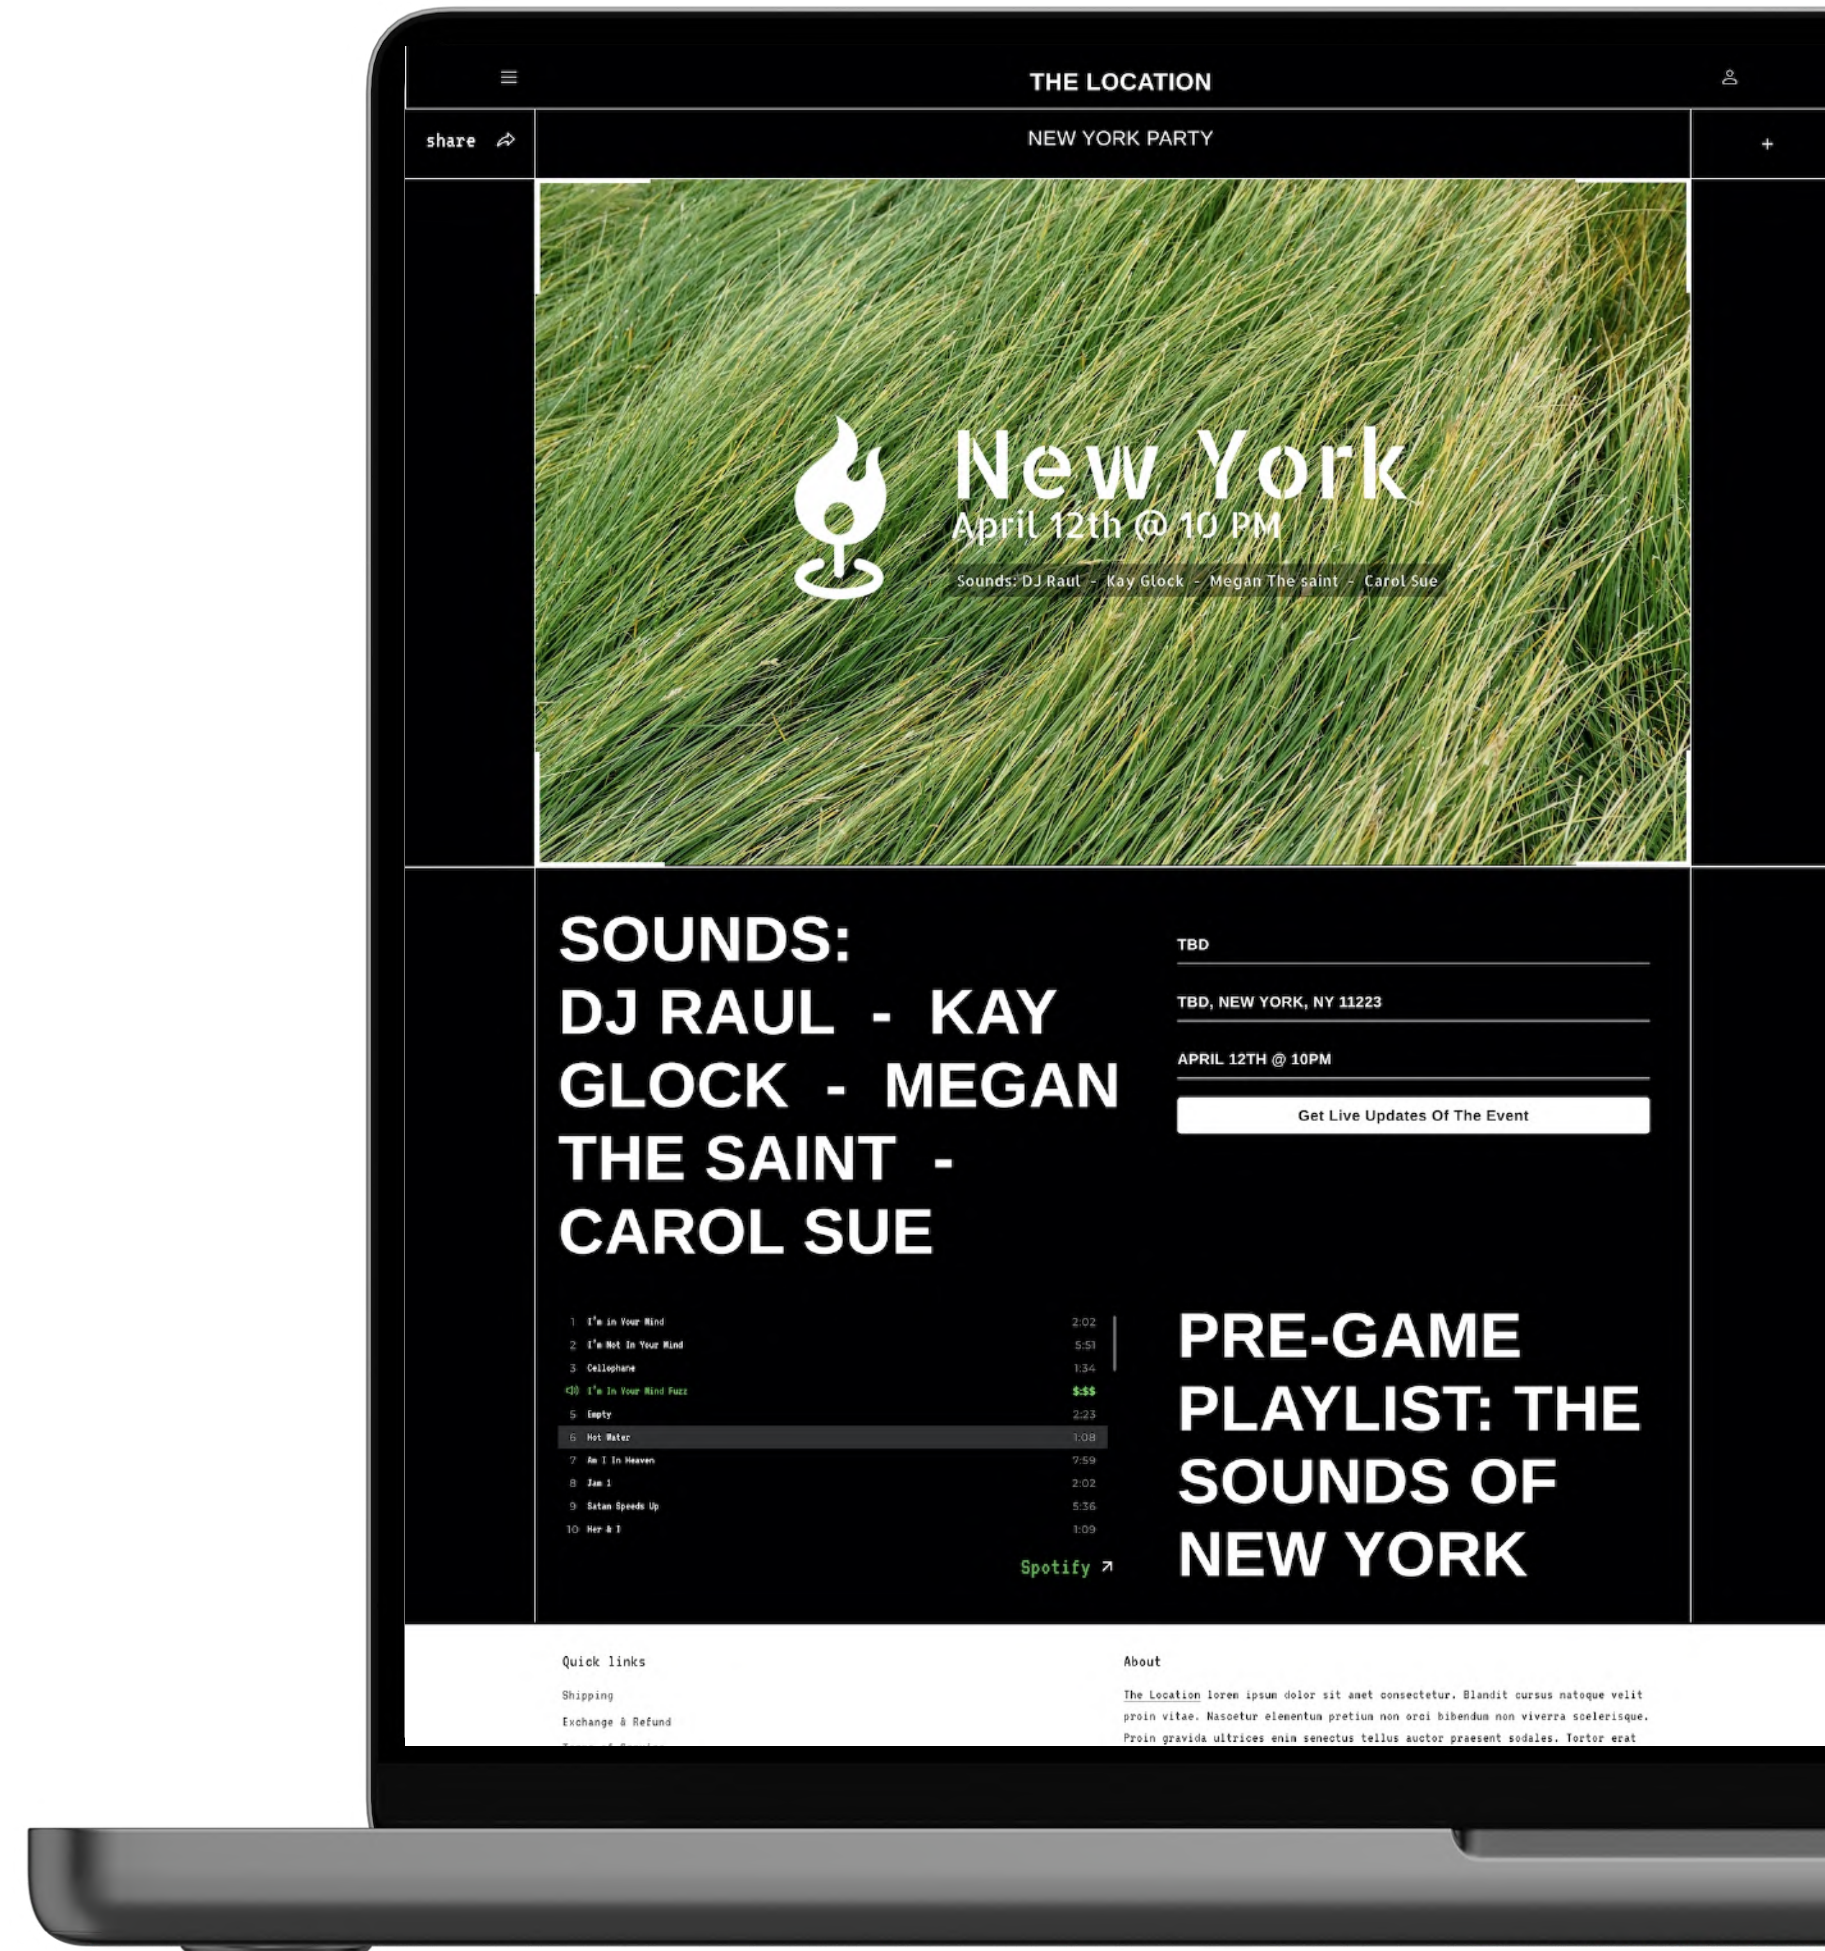 THE LOCATION
share
NEW YORK PARTY
+
New York
April 12th @ 10 PM
Sounds: DJ Raul - Kay Glock - Megan The saint - Carol Sue
SOUNDS:
DJ RAUL - KAY
GLOCK - MEGAN
THE SAINT -
CAROL SUE
TBD
TBD, NEW YORK, NY 11223
APRIL 12TH @ 10PM
Get Live Updates Of The Event
1 I'm in Your Mind 2:02
2 I'm Not In Your Mind 5:51
3 Cellophane 1:34
I'm In Your Mind Fuzz $:$$
5 Empty 2:23
6 Hot Water 1:08
7 Am I In Heaven 7:59
8 Jam 1 2:02
9 Satan Speeds Up 5:36
10 Her & I 1:09
Spotify
PRE-GAME
PLAYLIST: THE
SOUNDS OF
NEW YORK
Quick links
Shipping
Exchange & Refund
About
The Location lorem ipsum dolor sit amet consectetur. Blandit cursus natoque velit
proin vitae. Nascetur elementum pretium non orci bibendum non viverra scelerisque.
Proin gravida ultrices enim senectus tellus auctor praesent sodales. Tortor erat